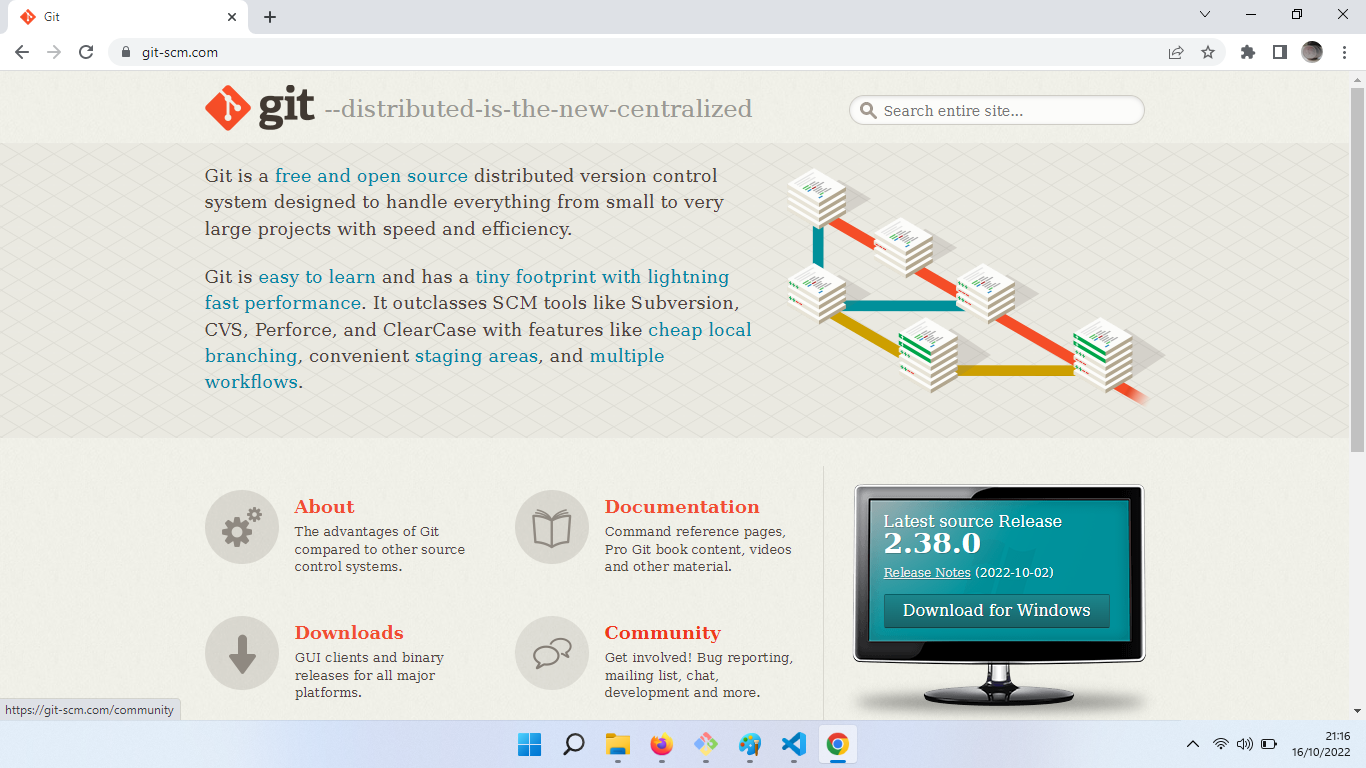 Git
git-scm.com
git --distributed-is-the-new-centralized
Search entire site...
Git is a free and open source distributed version control
system designed to handle everything from small to very
large projects with speed and efficiency.
Git is easy to learn and has a tiny footprint with lightning
fast performance. It outclasses SCM tools like Subversion,
CVS, Perforce, and ClearCase with features like cheap local
branching, convenient staging areas, and multiple
workflows.
About
The advantages of Git
compared to other source
control systems.
Documentation
Command reference pages,
Pro Git book content, videos
and other material.
Downloads
GUI clients and binary
releases for all major
platforms.
Community
Get involved! Bug reporting,
mailing list, chat,
development and more.
Latest source Release
2.38.0
Release Notes (2022-10-02)
Download for Windows
https://git-scm.com/community
21:16
16/10/2022